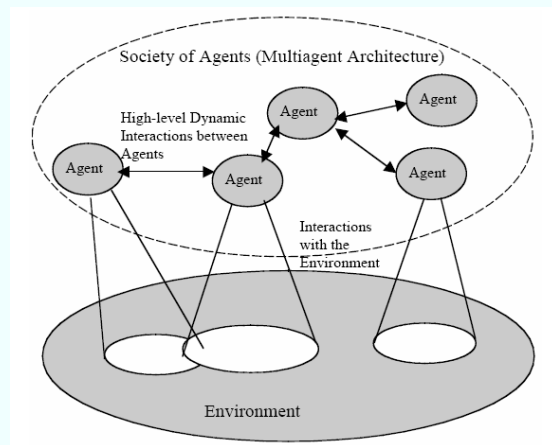 Society of Agents (Multiagent Architecture)
Agent
Agent
High-level Dynamic
Interactions between
Agents
Agent
Agent
Agent
Interactions
with the
Environment
Environment